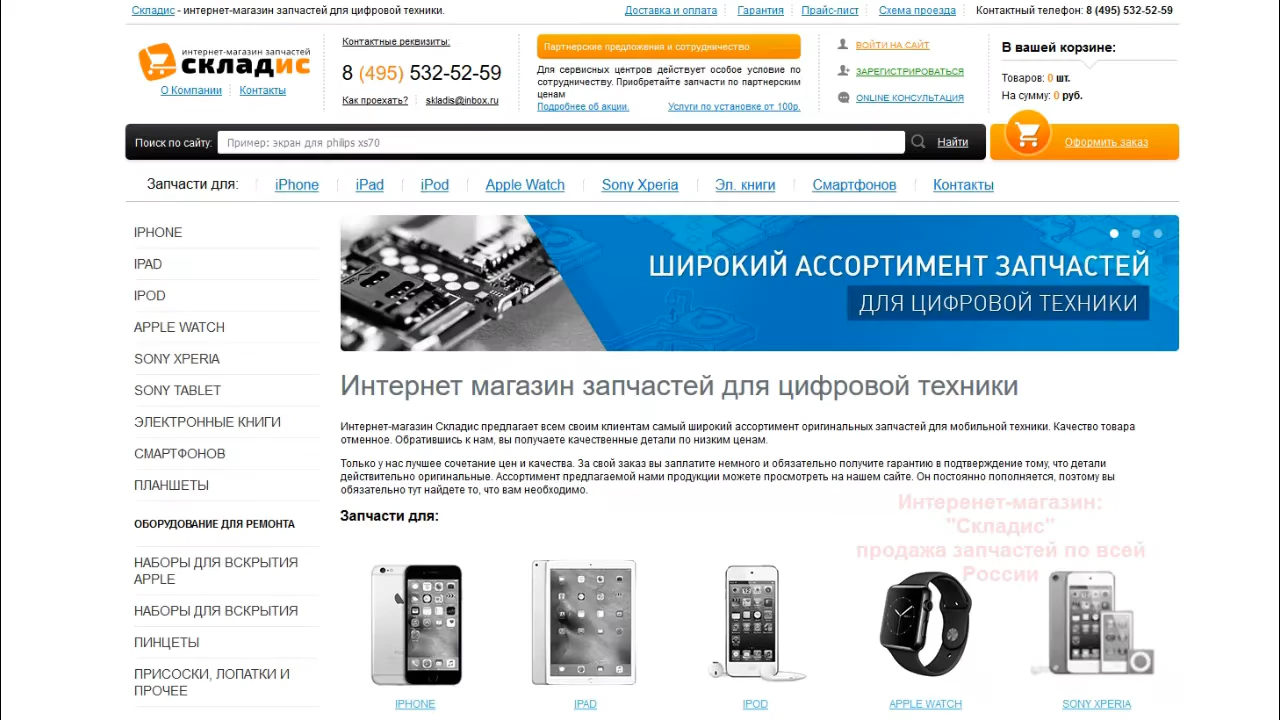 Складис - интернет-магазин запчастей для цифровой техники.
Доставка и оплата
Гарантия
Прайс-лист
Схема проезда
Контактный телефон: 8 (495) 532-52-59
интернет-магазин запчастей
складис
О Компании
Контакты
Контактные реквизиты:
8 (495) 532-52-59
Как проехать?
skladis@inbox.ru
Партнерские предложения и сотрудничество
Для сервисных центров действует особое условие по
сотрудничеству. Приобретайте запчасти по партнерским
ценам
Подробнее об акции.
Услуги по установке от 100р.
ВОЙТИ НА САЙТ
ЗАРЕГИСТРИРОВАТЬСЯ
ONLINE КОНСУЛЬТАЦИЯ
В вашей корзине:
Товаров: 0 шт.
На сумму: 0 руб.
Поиск по сайту:
Пример: экран для philips xs70
Найти
Оформить заказ
Запчасти для:
iPhone
iPad
iPod
Apple Watch
Sony Xperia
Эл. книги
Смартфонов
Контакты
IPHONE
IPAD
IPOD
APPLE WATCH
SONY XPERIA
SONY TABLET
ЭЛЕКТРОННЫЕ КНИГИ
СМАРТФОНОВ
ПЛАНШЕТЫ
ОБОРУДОВАНИЕ ДЛЯ РЕМОНТА
НАБОРЫ ДЛЯ ВСКРЫТИЯ
APPLE
НАБОРЫ ДЛЯ ВСКРЫТИЯ
ПИНЦЕТЫ
ПРИСОСКИ, ЛОПАТКИ И
ПРОЧЕЕ
ШИРОКИЙ АССОРТИМЕНТ ЗАПЧАСТЕЙ
ДЛЯ ЦИФРОВОЙ ТЕХНИКИ
Интернет магазин запчастей для цифровой техники
Интернет-магазин Складис предлагает всем своим клиентам самый широкий ассортимент оригинальных запчастей для мобильной техники. Качество товара
отменное. Обратившись к нам, вы получаете качественные детали по низким ценам.
Только у нас лучшее сочетание цен и качества. За свой заказ вы заплатите немного и обязательно получите гарантию в подтверждение тому, что детали
действительно оригинальные. Ассортимент предлагаемой нами продукции можете просмотреть на нашем сайте. Он постоянно пополняется, поэтому вы
обязательно тут найдете то, что вам необходимо.
Интеренет-магазин:
"Складис"
продажа запчастей по всей
России
Запчасти для:
IPHONE
IPAD
IPOD
APPLE WATCH
SONY XPERIA